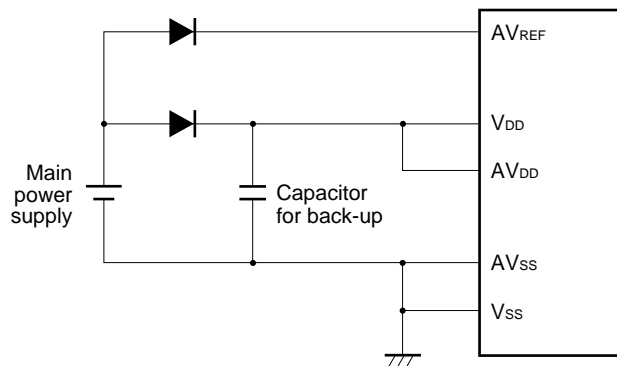 AVREF
VDD
AVDD
Main
power
supply
Capacitor
for back-up
AVSS
VSS